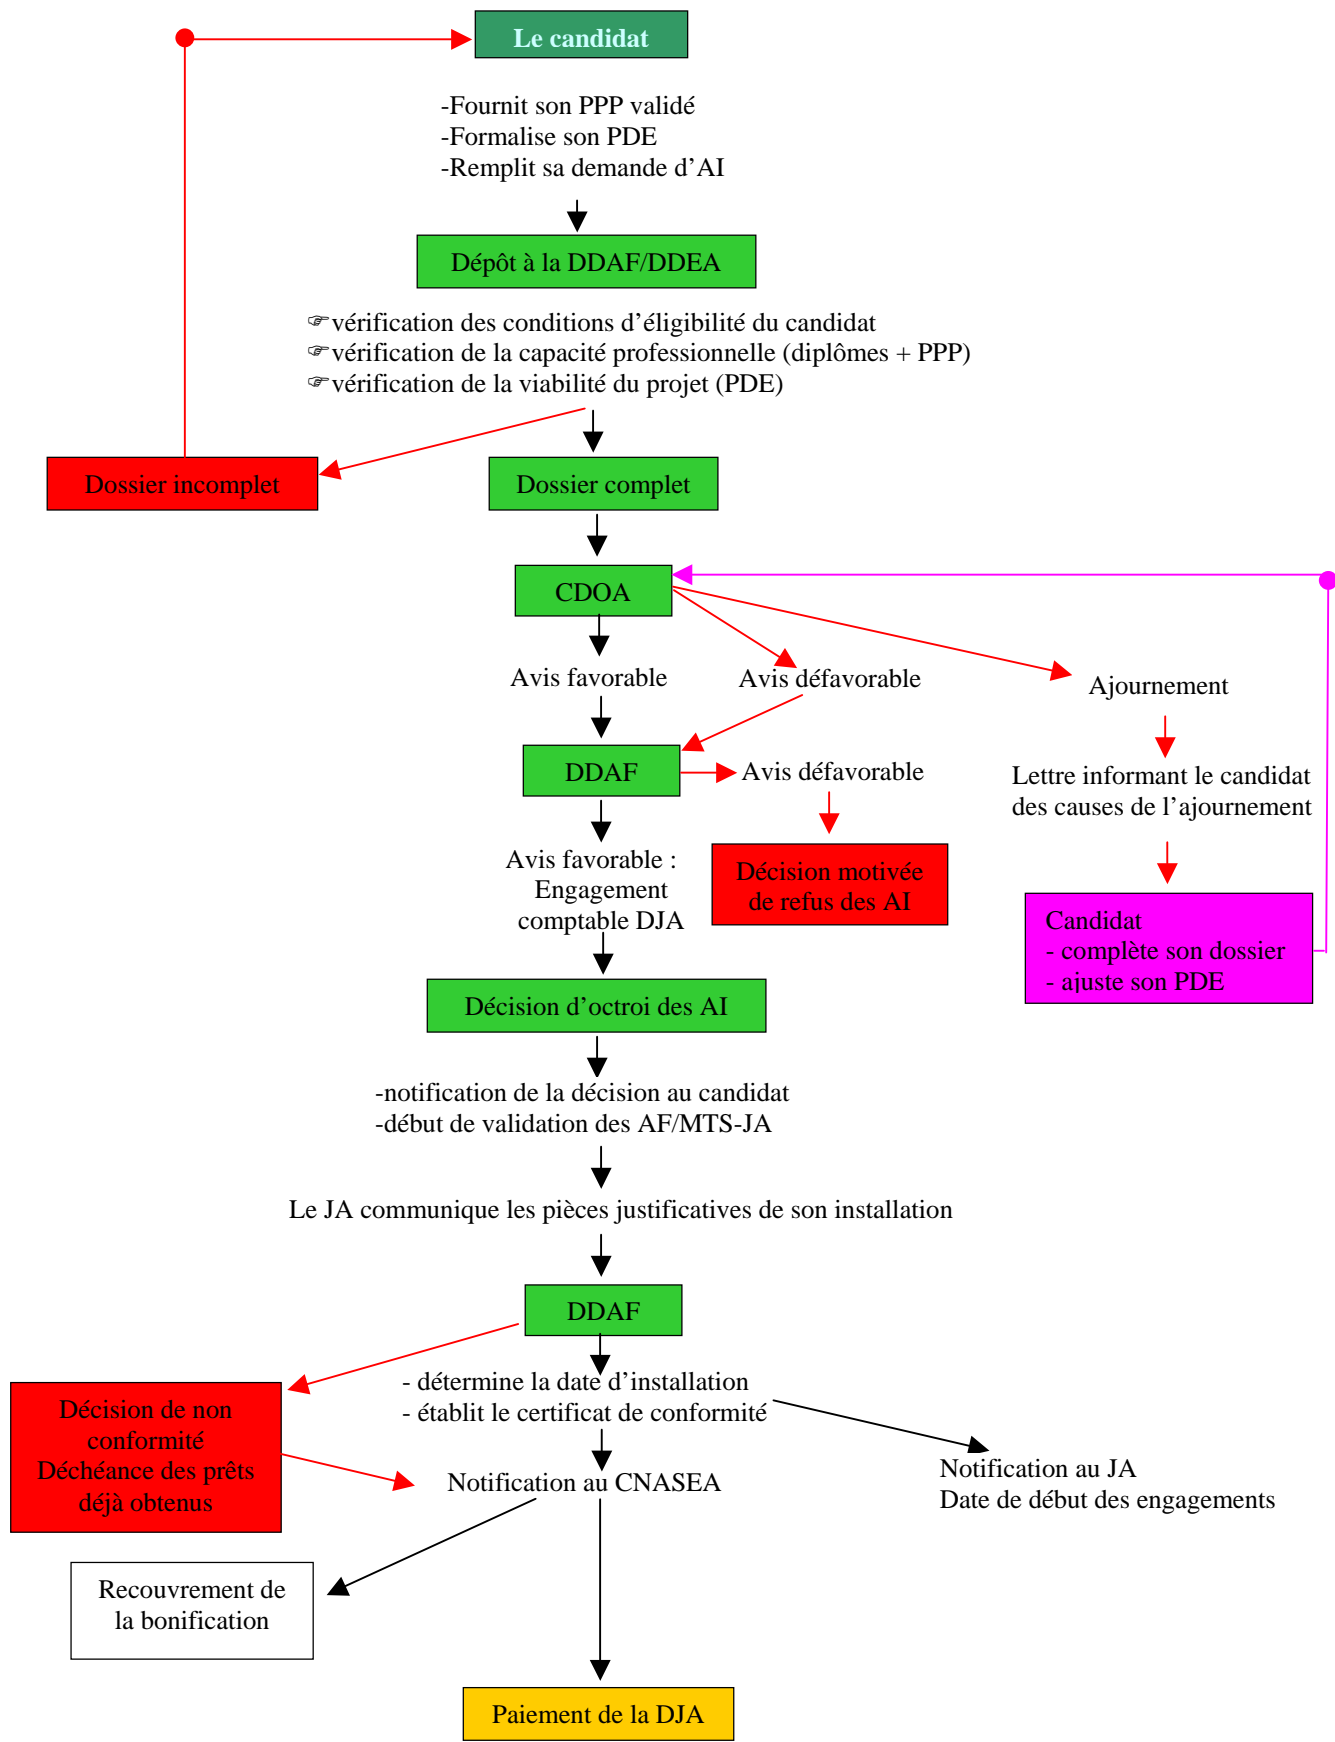 Le candidat
-Fournit son PPP validé
-Formalise son PDE
-Remplit sa demande d’AI
Dépôt à la DDAF/DDEA
☞vérification des conditions d’éligibilité du candidat
☞vérification de la capacité professionnelle (diplômes + PPP)
☞vérification de la viabilité du projet (PDE)
Dossier incomplet
Dossier complet
CDOA
Avis favorable
Avis défavorable
Ajournement
DDAF
Avis défavorable
Lettre informant le candidat
des causes de l’ajournement
Avis favorable :
Engagement
comptable DJA
Décision motivée
de refus des AI
Candidat
- complète son dossier
- ajuste son PDE
Décision d’octroi des AI
-notification de la décision au candidat
-début de validation des AF/MTS-JA
Le JA communique les pièces justificatives de son installation
DDAF
- détermine la date d’installation
- établit le certificat de conformité
Décision de non
conformité
Déchéance des prêts
déjà obtenus
Notification au CNASEA
Notification au JA
Date de début des engagements
Recouvrement de
la bonification
Paiement de la DJA